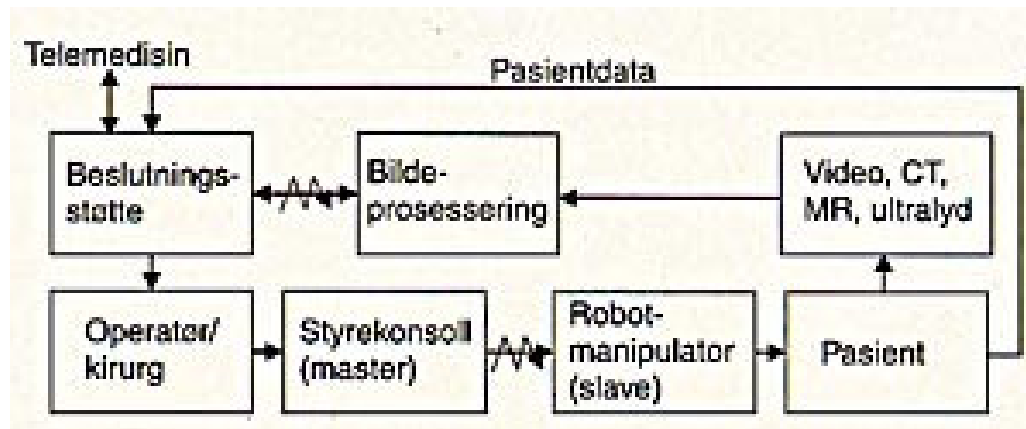 Telemedisin
Pasientdata
Beslutnings-
støtte
Bilde-
prosessering
Video, CT,
MR, ultralyd
Operatør/
kirurg
Styrekonsoll
(master)
Robot-
manipulator
(slave)
Pasient